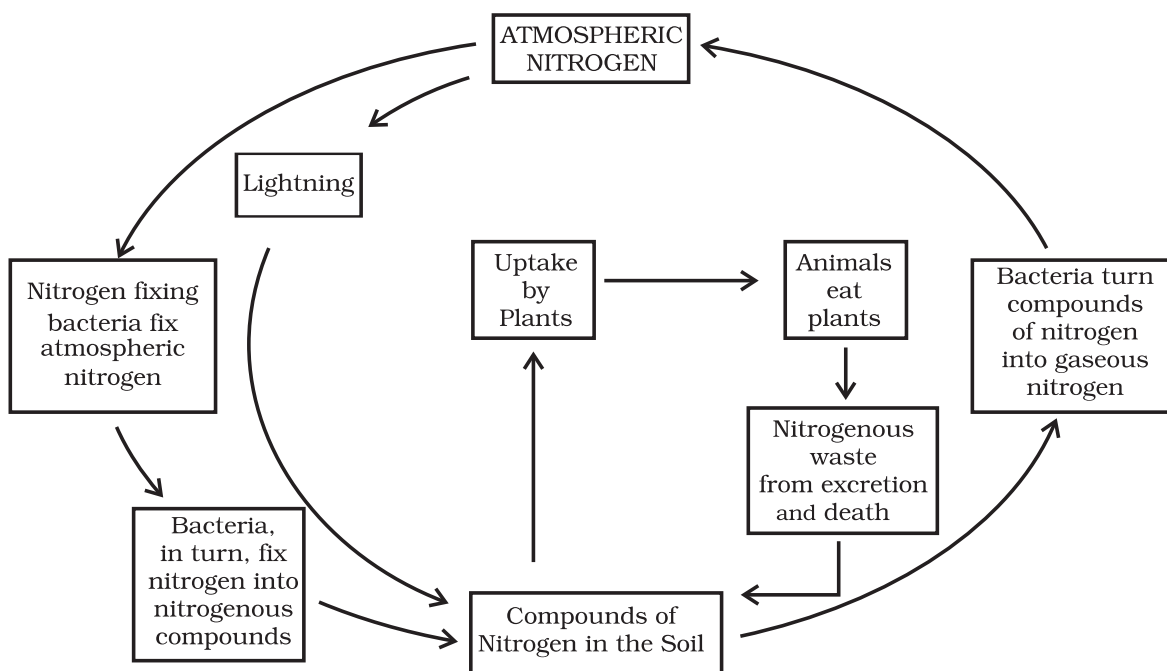 ATMOSPHERIC
NITROGEN
Lightning
Nitrogen fixing
bacteria fix
atmospheric
nitrogen
Uptake
by
Plants
Animals
eat
plants
Bacteria turn
compounds
of nitrogen
into gaseous
nitrogen
Nitrogenous
waste
from excretion
and death
Bacteria,
in turn, fix
nitrogen into
nitrogenous
compounds
Compounds of
Nitrogen in the Soil